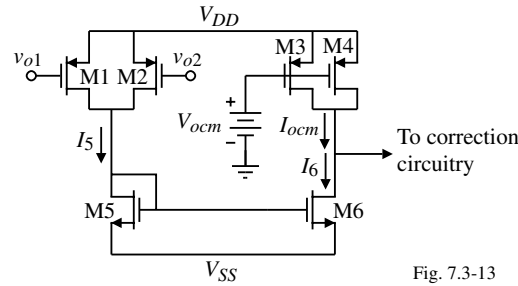 V_DD
v_o1
M1
M2
v_o2
M3
M4
V_ocm
+
−
I_5
I_ocm
I_6
To correction
circuitry
M5
M6
V_SS
Fig. 7.3-13